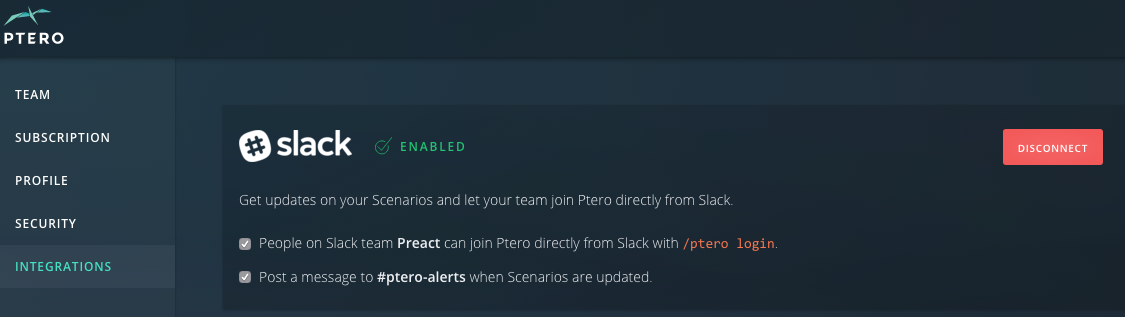 PTERO
TEAM
SUBSCRIPTION
PROFILE
SECURITY
INTEGRATIONS
slack ENABLED DISCONNECT
Get updates on your Scenarios and let your team join Ptero directly from Slack.
People on Slack team Preact can join Ptero directly from Slack with /ptero login.
Post a message to #ptero-alerts when Scenarios are updated.